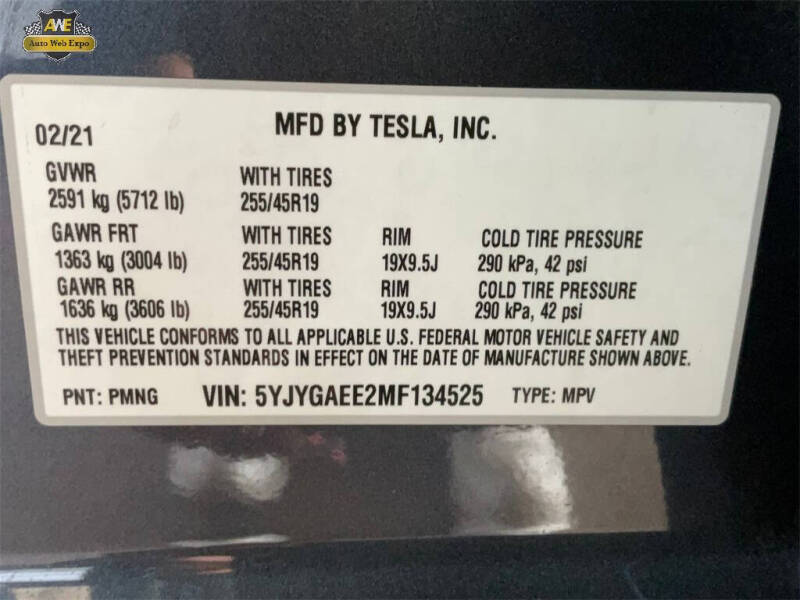 AWE
Auto Web Expo
02/21 MFD BY TESLA, INC.
GVWR WITH TIRES
2591 kg (5712 lb) 255/45R19
GAWR FRT WITH TIRES RIM COLD TIRE PRESSURE
1363 kg (3004 lb) 255/45R19 19X9.5J 290 kPa, 42 psi
GAWR RR WITH TIRES RIM COLD TIRE PRESSURE
1636 kg (3606 lb) 255/45R19 19X9.5J 290 kPa, 42 psi
THIS VEHICLE CONFORMS TO ALL APPLICABLE U.S. FEDERAL MOTOR VEHICLE SAFETY AND
THEFT PREVENTION STANDARDS IN EFFECT ON THE DATE OF MANUFACTURE SHOWN ABOVE.
PNT: PMNG VIN: 5YJYGAEE2MF134525 TYPE: MPV